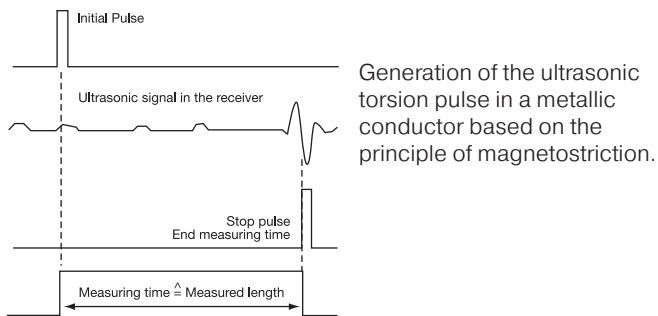 Initial Pulse
Ultrasonic signal in the receiver
Generation of the ultrasonic
torsion pulse in a metallic
conductor based on the
principle of magnetostriction.
Stop pulse
End measuring time
Measuring time ≙ Measured length